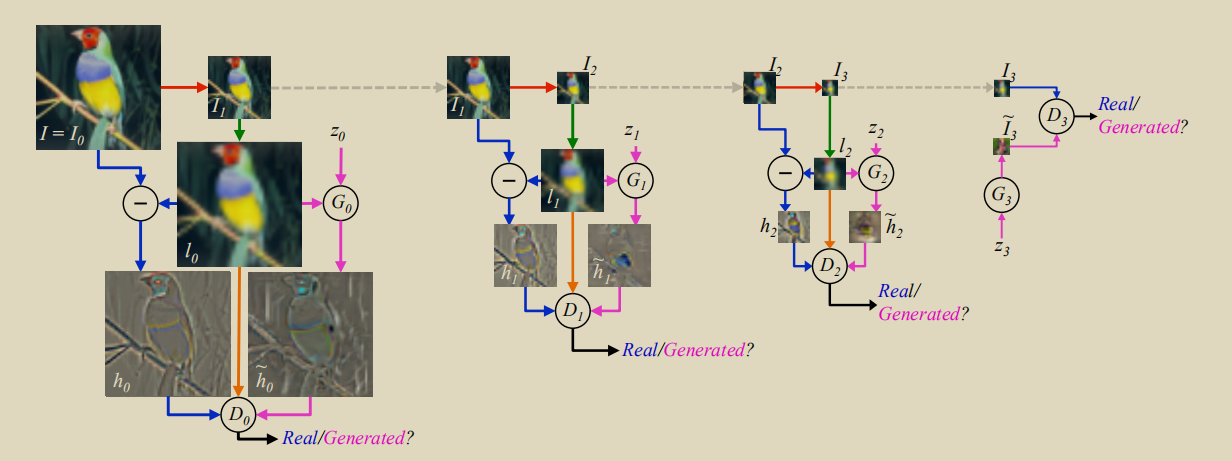 I = I₀
I₁
l₀
z₀
−
G₀
h₀
h̃₀
D₀
Real/Generated?
I₁
I₂
l₁
z₁
−
G₁
h₁
h̃₁
D₁
Real/Generated?
I₂
I₃
l₂
z₂
−
G₂
h₂
h̃₂
D₂
Real/
Generated?
I₃
Ĩ₃
G₃
z₃
D₃
Real/
Generated?